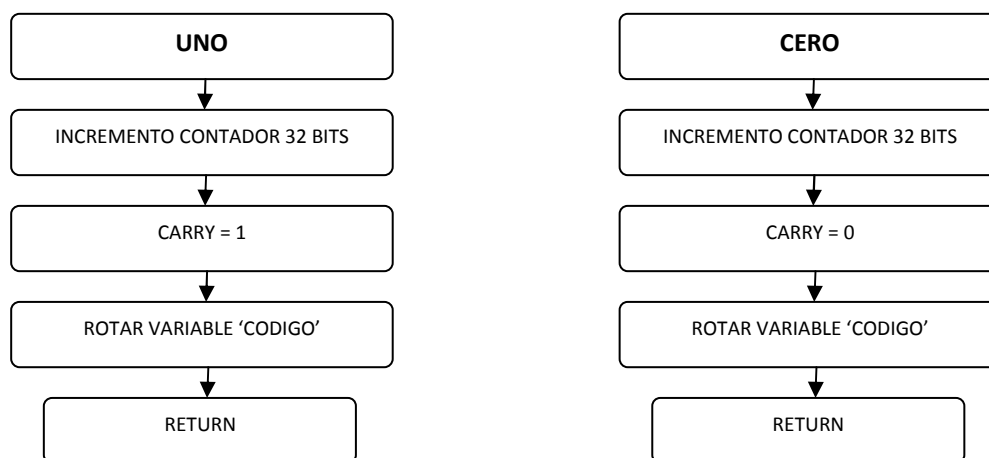 UNO
INCREMENTO CONTADOR 32 BITS
CARRY = 1
ROTAR VARIABLE ‘CODIGO’
RETURN
CERO
INCREMENTO CONTADOR 32 BITS
CARRY = 0
ROTAR VARIABLE ‘CODIGO’
RETURN